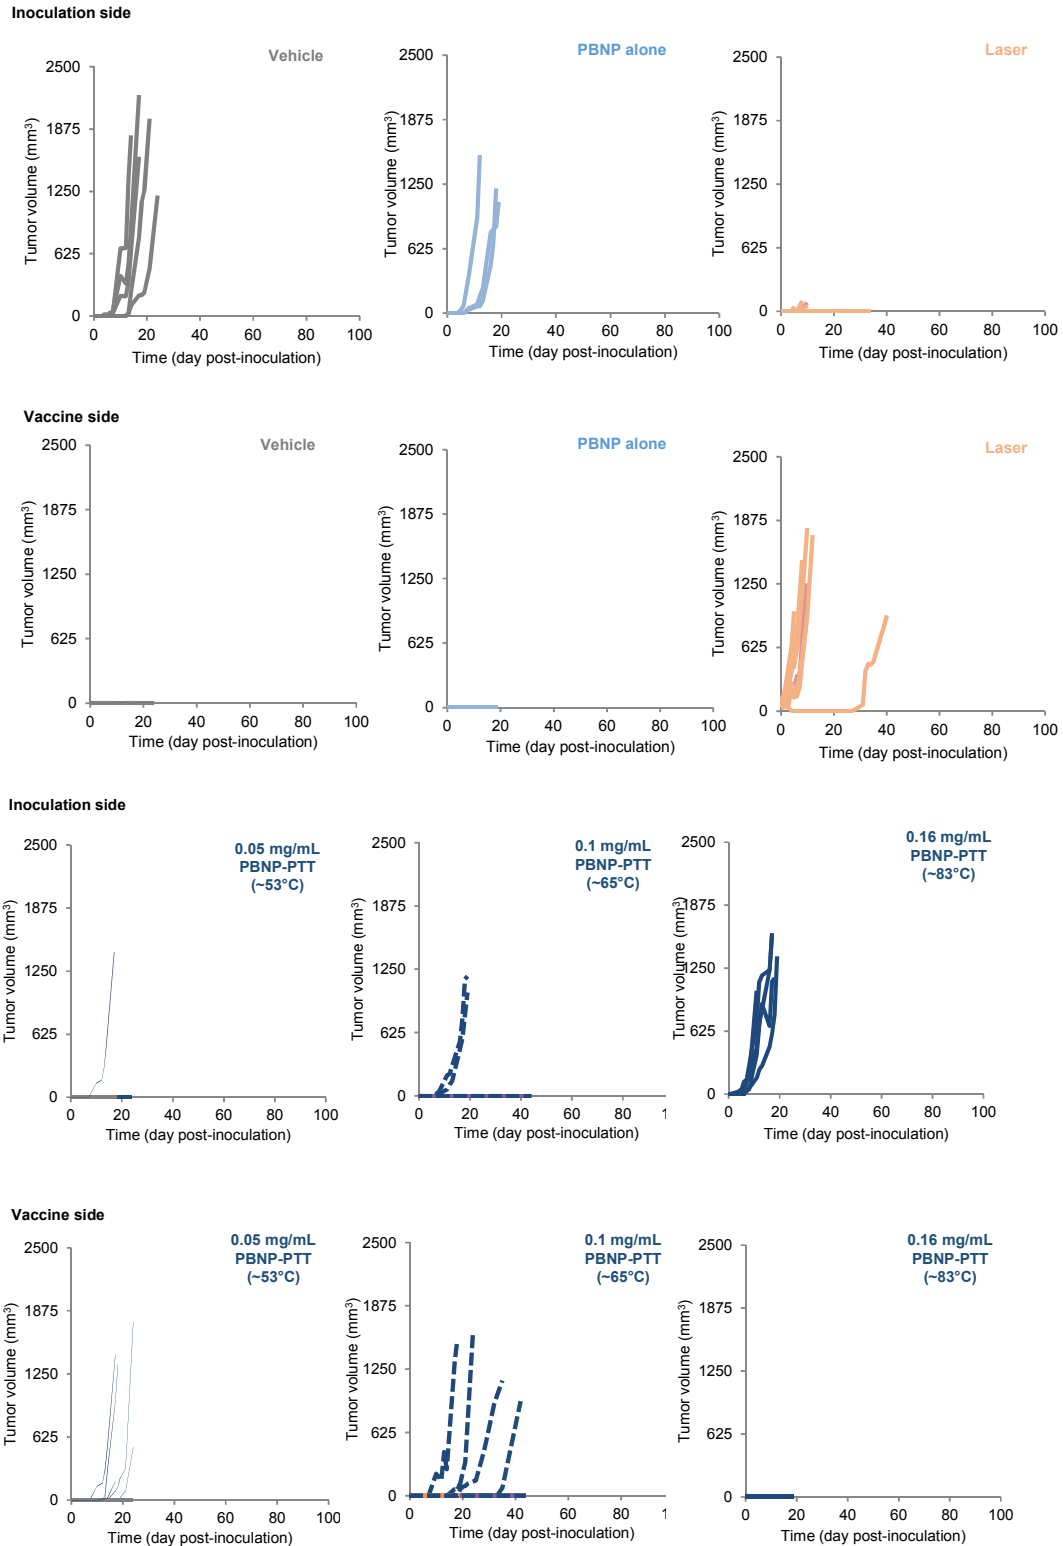 Inoculation side
Vehicle
PBNP alone
Laser
2500
1875
1250
625
0
0 20 40 60 80 100
Tumor volume (mm³)
Time (day post-inoculation)
2500
1875
1250
625
0
0 20 40 60 80 100
Tumor volume (mm³)
Time (day post-inoculation)
2500
1875
1250
625
0
0 20 40 60 80 100
Tumor volume (mm³)
Time (day post-inoculation)
Vaccine side
Vehicle
PBNP alone
Laser
2500
1875
1250
625
0
0 20 40 60 80 100
Tumor volume (mm³)
Time (day post-inoculation)
2500
1875
1250
625
0
0 20 40 60 80 100
Tumor volume (mm³)
Time (day post-inoculation)
2500
1875
1250
625
0
0 20 40 60 80 100
Tumor volume (mm³)
Time (day post-inoculation)
Inoculation side
0.05 mg/mL
PBNP-PTT
(~53°C)
2500
1875
1250
625
0
0 20 40 60 80 100
Tumor volume (mm³)
Time (day post-inoculation)
0.1 mg/mL
PBNP-PTT
(~65°C)
2500
1875
1250
625
0
0 20 40 60 80 1
Tumor volume (mm³)
Time (day post-inoculation)
0.16 mg/mL
PBNP-PTT
(~83°C)
2500
1875
1250
625
0
0 20 40 60 80 100
Tumor volume (mm³)
Time (day post-inoculation)
Vaccine side
0.05 mg/mL
PBNP-PTT
(~53°C)
2500
1875
1250
625
0
0 20 40 60 80 100
Tumor volume (mm³)
Time (day post-inoculation)
0.1 mg/mL
PBNP-PTT
(~65°C)
2500
1875
1250
625
0
0 20 40 60 80 1
Tumor volume (mm³)
Time (day post-inoculation)
0.16 mg/mL
PBNP-PTT
(~83°C)
2500
1875
1250
625
0
0 20 40 60 80 100
Tumor volume (mm³)
Time (day post-inoculation)